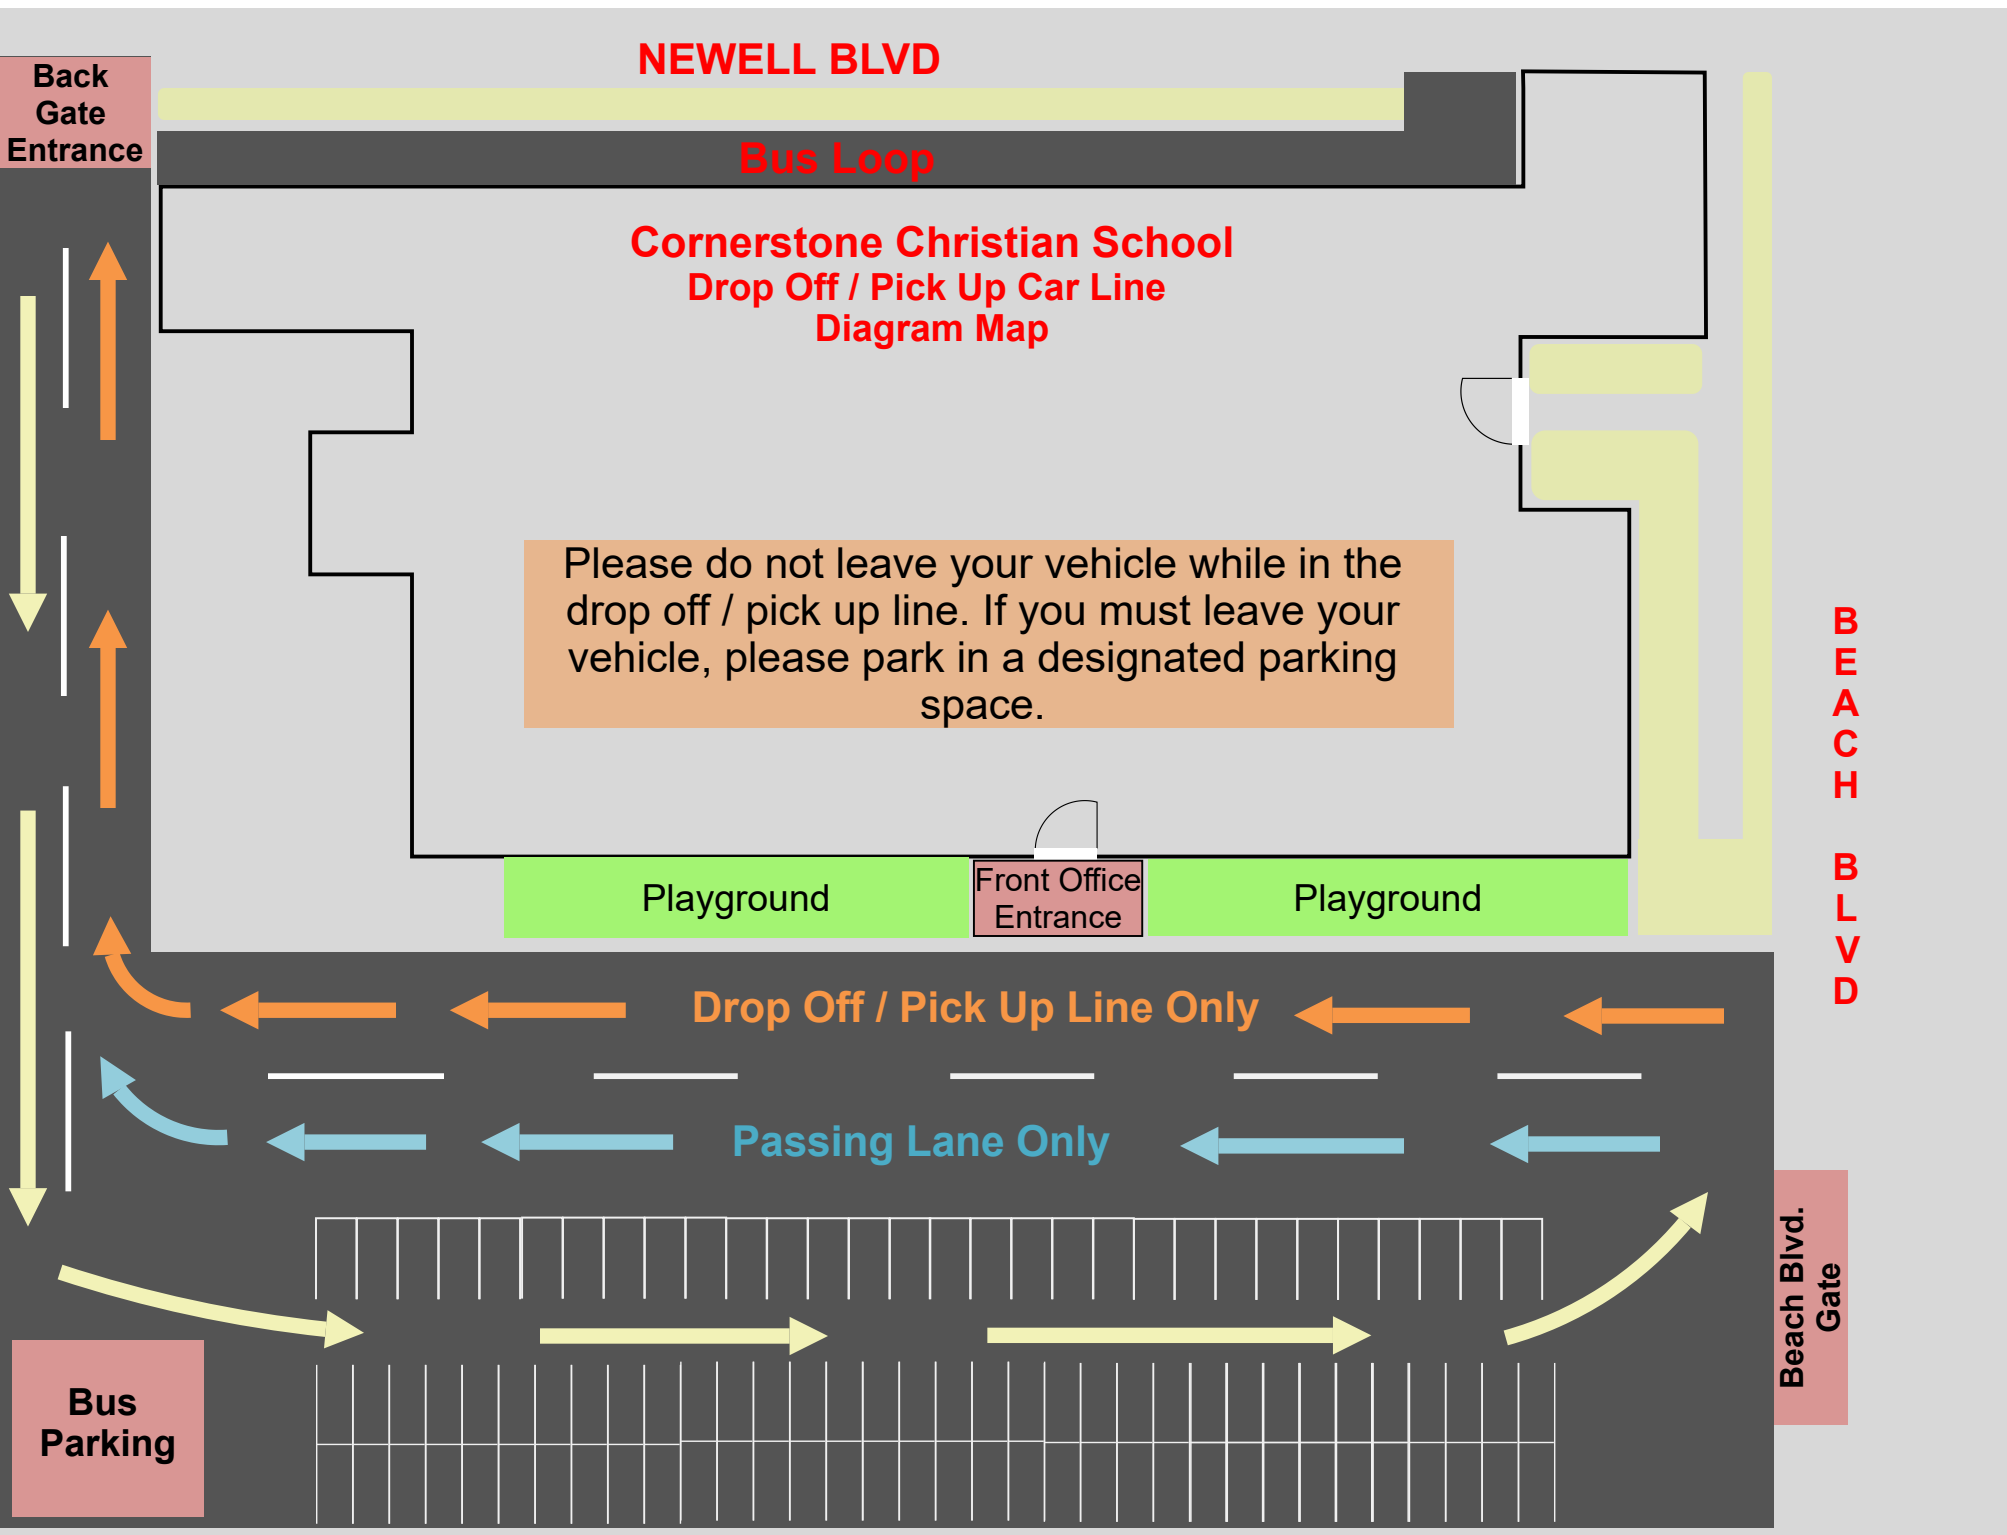 NEWELL BLVD
Back
Gate
Entrance
Bus Loop
Cornerstone Christian School
Drop Off / Pick Up Car Line
Diagram Map
Please do not leave your vehicle while in the
drop off / pick up line. If you must leave your
vehicle, please park in a designated parking
space.
B
E
A
C
H
B
L
V
D
Playground
Front Office
Entrance
Playground
Drop Off / Pick Up Line Only
Passing Lane Only
Beach Blvd.
Gate
Bus
Parking